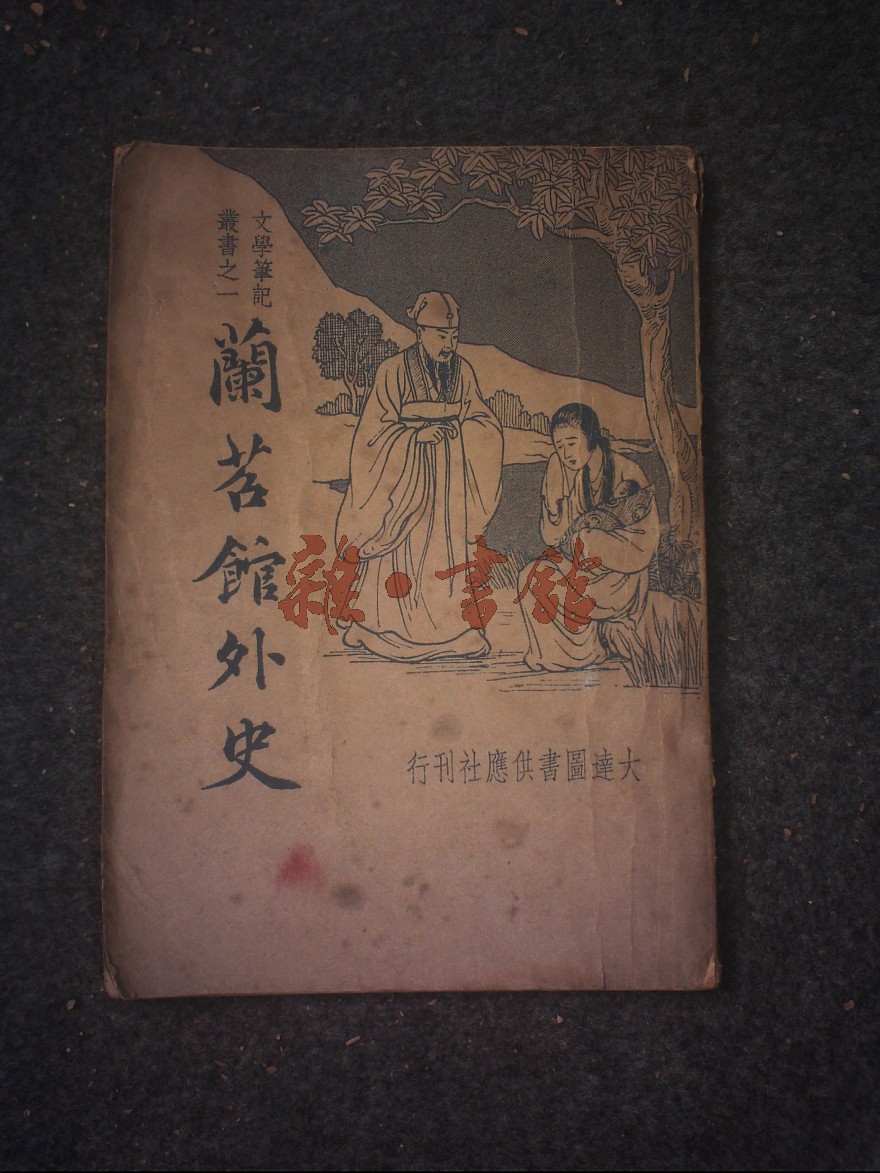 文學筆記
叢書之一
蘭苕館外史
大達圖書供應社刊行
雜·書館